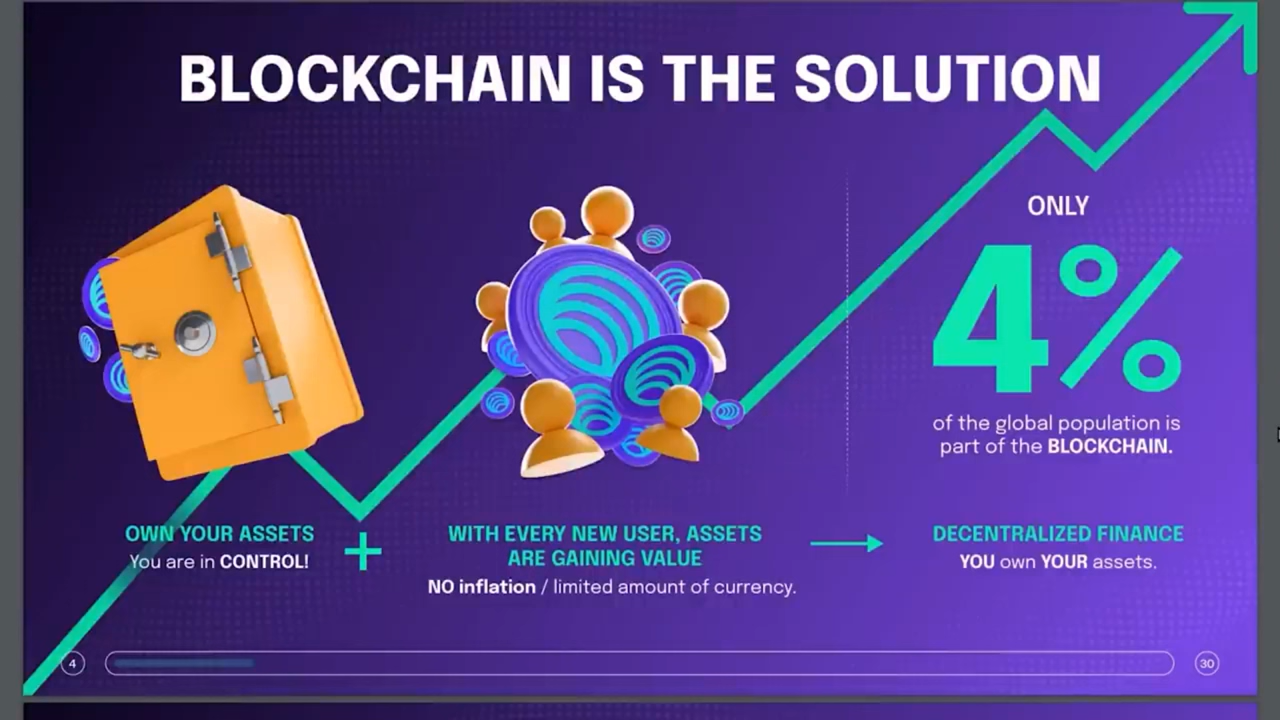 BLOCKCHAIN IS THE SOLUTION
ONLY
4%
of the global population is
part of the BLOCKCHAIN.
OWN YOUR ASSETS
You are in CONTROL!
+
WITH EVERY NEW USER, ASSETS
ARE GAINING VALUE
NO inflation / limited amount of currency.
DECENTRALIZED FINANCE
YOU own YOUR assets.
4
30